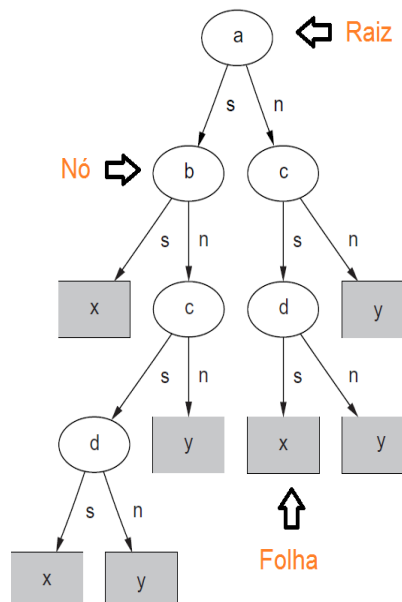 a Raiz
s n
Nó b c
s n s n
x c d y
s n s n
d y x y
s n
x y Folha